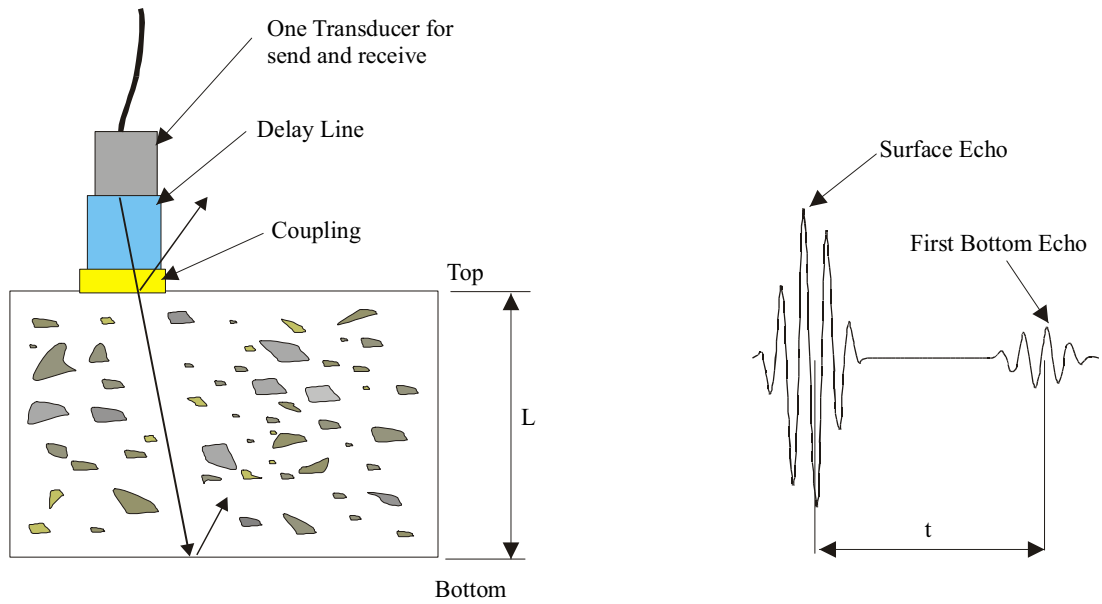 One Transducer for
send and receive
Delay Line
Coupling
Top
L
Bottom
Surface Echo
First Bottom Echo
t